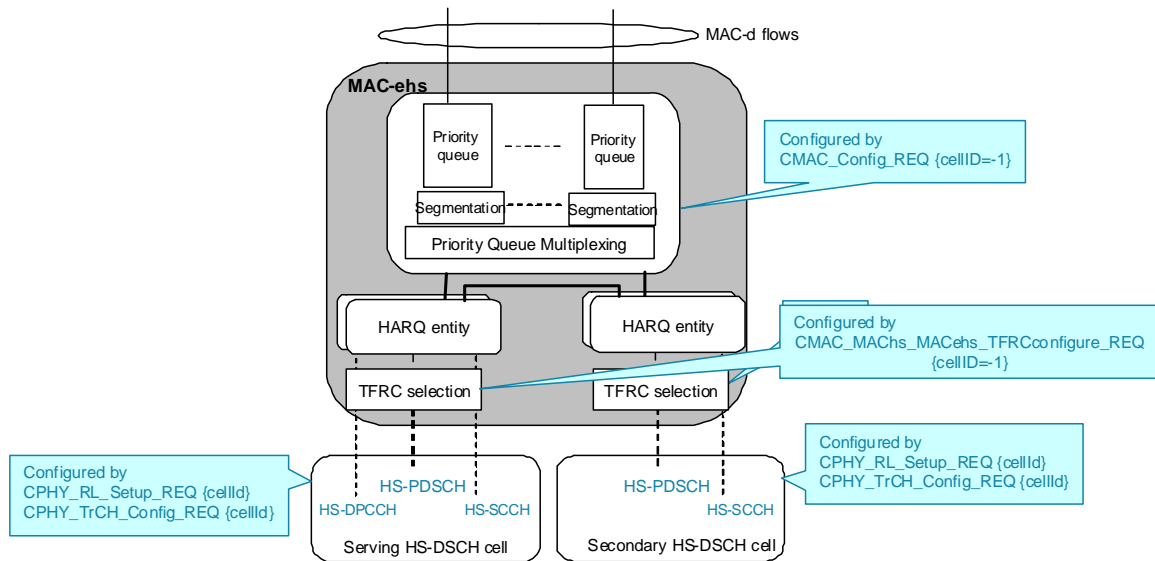 MAC-d flows
MAC-ehs
Priority queue
Priority queue
Configured by
CMAC_Config_REQ {cellID=-1}
Segmentation
Segmentation
Priority Queue Multiplexing
HARQ entity
HARQ entity
Configured by
CMAC_MAChs_MACehs_TFRCconfigure_REQ
{cellID=-1}
TFRC selection
TFRC selection
Configured by
CPHY_RL_Setup_REQ {cellId}
CPHY_TrCH_Config_REQ {cellId}
Configured by
CPHY_RL_Setup_REQ {cellId}
CPHY_TrCH_Config_REQ {cellId}
HS-PDSCH
HS-DPCCH
HS-SCCH
Serving HS-DSCH cell
HS-PDSCH
HS-SCCH
Secondary HS-DSCH cell